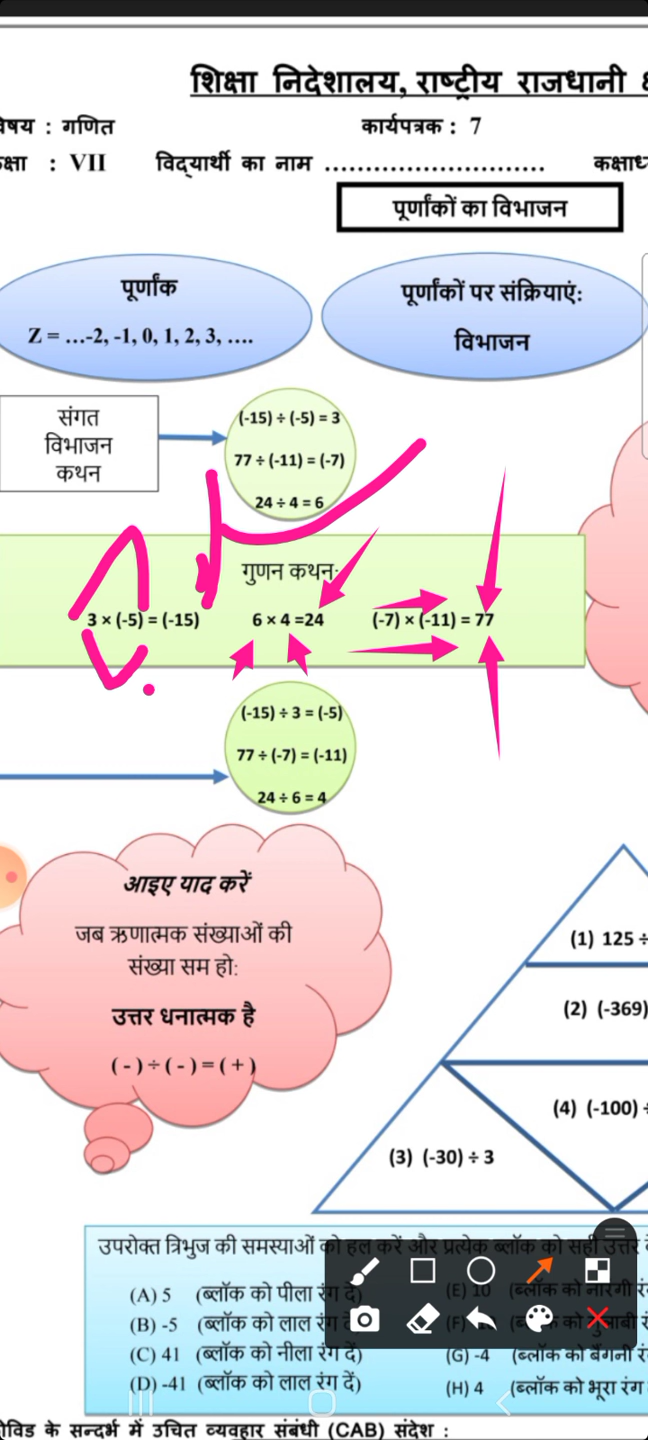 शिक्षा निदेशालय, राष्ट्रीय राजधानी
विषय : गणित कार्यपत्रक : 7
: VII विद्यार्थी का नाम ...........................
पूर्णांकों का विभाजन
पूर्णांक
Z = …-2, -1, 0, 1, 2, 3, ….
पूर्णांकों पर संक्रियाएं:
विभाजन
संगत
विभाजन
कथन
(-15) ÷ (-5) = 3
77 ÷ (-11) = (-7)
24 ÷ 4 = 6
गुणन कथन:
3 × (-5) = (-15) 6 × 4 =24 (-7) × (-11) = 77
(-15) ÷ 3 = (-5)
77 ÷ (-7) = (-11)
24 ÷ 6 = 4
आइए याद करें
जब ऋणात्मक संख्याओं की
संख्या सम हो:
उत्तर धनात्मक है
( - ) ÷ ( - ) = ( + )
(1) 125 ÷
(2) (-369)
(4) (-100) ÷
(3) (-30) ÷ 3
उपरोक्त त्रिभुज की समस्याओं को हल करें और प्रत्येक ब्लॉक को सही उत्तर
(A) 5 (ब्लॉक को पीला रंग दें)
(B) -5 (ब्लॉक को लाल रंग दें)
(C) 41 (ब्लॉक को नीला रंग दें)
(D) -41 (ब्लॉक को लाल रंग दें)
(E) 10 (ब्लॉक को नारंगी
(G) -4 (ब्लॉक को बैंगनी
(H) 4 (ब्लॉक को भूरा रंग
के सन्दर्भ में उचित व्यवहार संबंधी (CAB) संदेश :